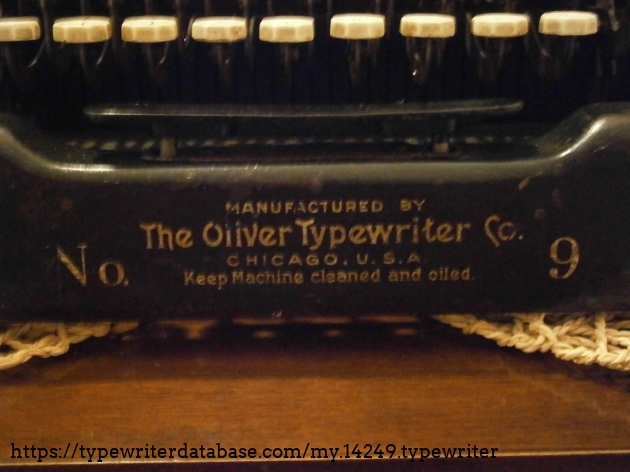 MANUFACTURED BY
The Oliver Typewriter Co.
CHICAGO, U.S.A.
Keep Machine cleaned and oiled.
No. 9
https://typewriterdatabase.com/my.14249.typewriter